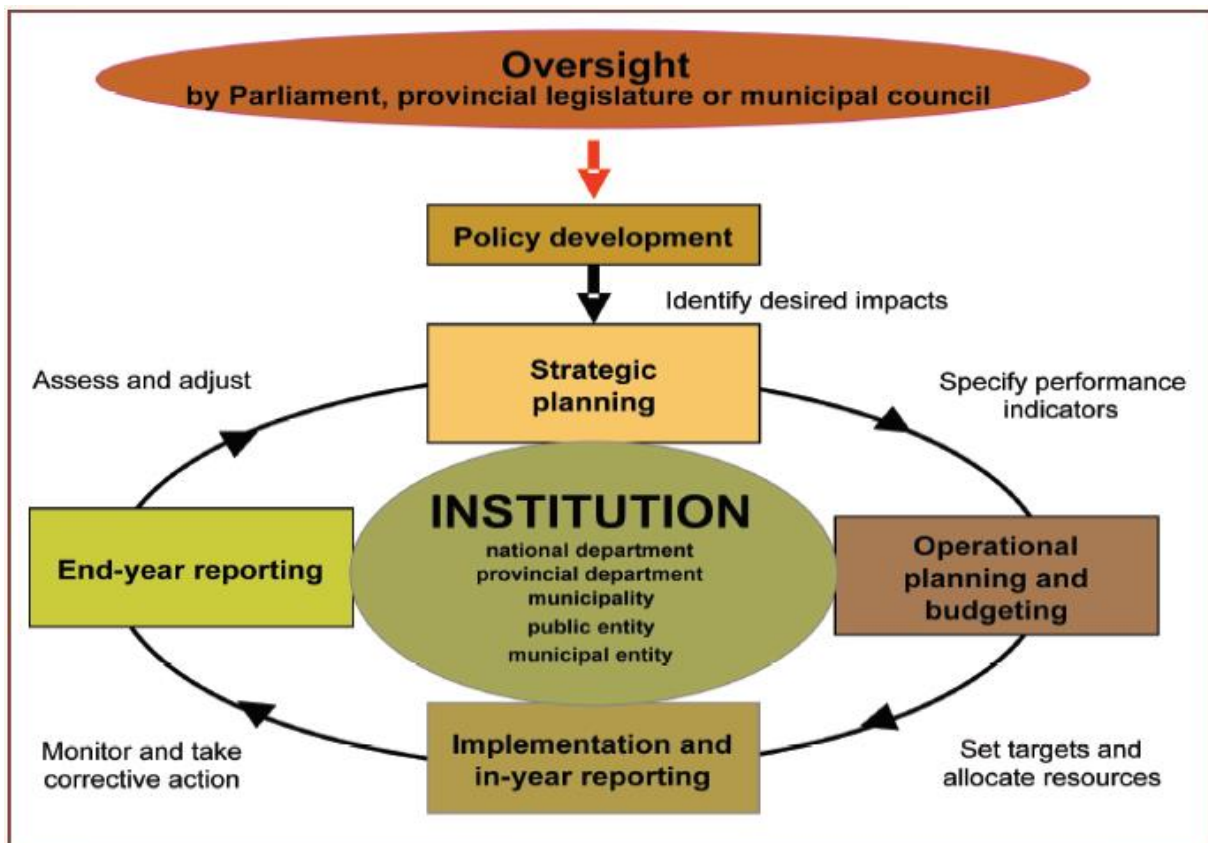 Oversight
by Parliament, provincial legislature or municipal council
Policy development
Identify desired impacts
Strategic
planning
Assess and adjust
Specify performance
indicators
INSTITUTION
national department
provincial department
municipality
public entity
municipal entity
End-year reporting
Operational
planning and
budgeting
Implementation and
in-year reporting
Monitor and take
corrective action
Set targets and
allocate resources